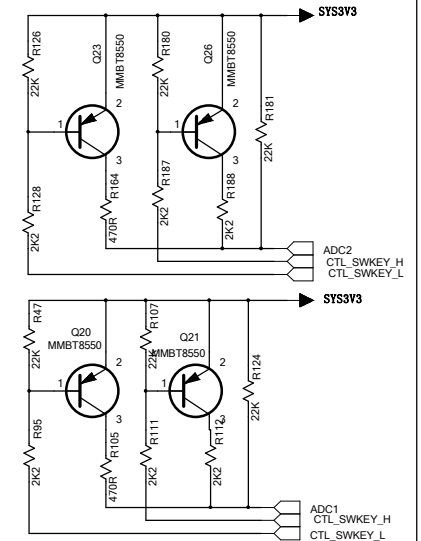 SYS3V3
R126
22K
Q23
MMBT8550
R180
22K
Q26
MMBT8550
2
1
3
2
1
3
R181
22K
R128
2K2
R164
470R
R187
2K2
R188
2K2
ADC2
CTL_SWKEY_H
CTL_SWKEY_L
SYS3V3
R47
22K
Q20
MMBT8550
R107
22K
Q21
MMBT8550
2
1
3
2
1
3
R124
22K
R95
2K2
R105
470R
R111
2K2
R112
2K2
ADC1
CTL_SWKEY_H
CTL_SWKEY_L